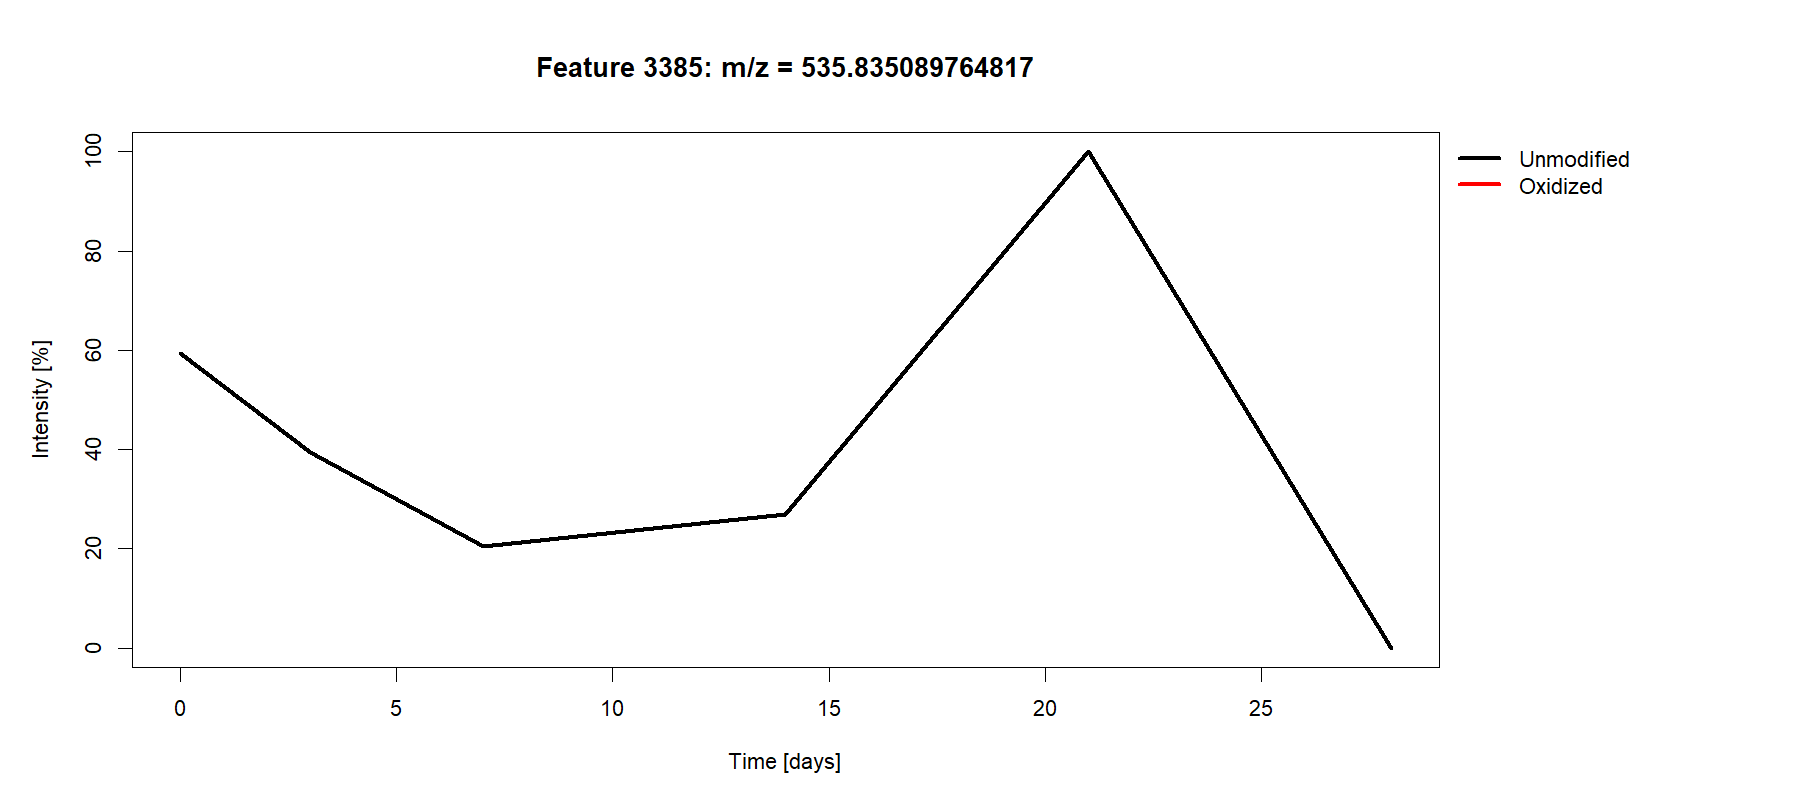 Feature 3385: m/z = 535.835089764817
Unmodified
Oxidized
Intensity [%]
100
80
60
40
20
0
0 5 10 15 20 25
Time [days]